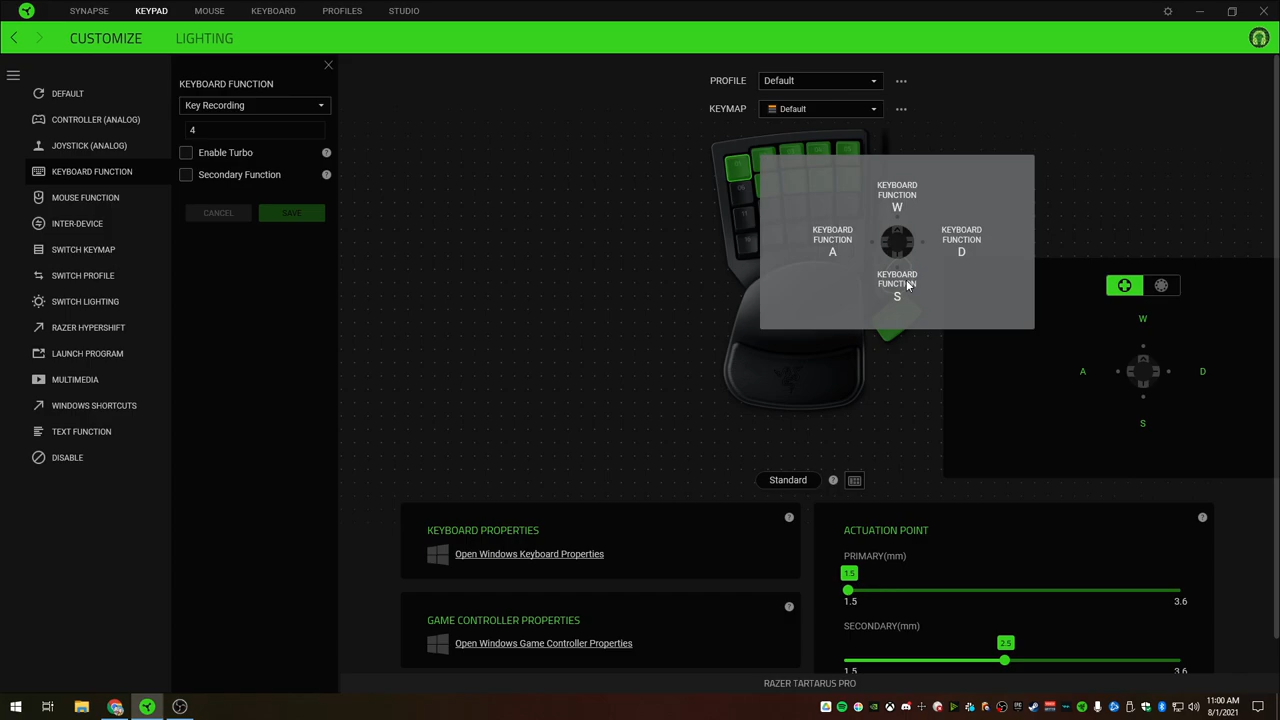 SYNAPSE KEYPAD MOUSE KEYBOARD PROFILES STUDIO
CUSTOMIZE LIGHTING
KEYBOARD FUNCTION
Key Recording
4
Enable Turbo ?
Secondary Function ?
CANCEL SAVE
DEFAULT
CONTROLLER (ANALOG)
JOYSTICK (ANALOG)
KEYBOARD FUNCTION
MOUSE FUNCTION
INTER-DEVICE
SWITCH KEYMAP
SWITCH PROFILE
SWITCH LIGHTING
RAZER HYPERSHIFT
LAUNCH PROGRAM
MULTIMEDIA
WINDOWS SHORTCUTS
TEXT FUNCTION
DISABLE
PROFILE Default
KEYMAP Default
KEYBOARD
FUNCTION
W
KEYBOARD
FUNCTION
A
KEYBOARD
FUNCTION
D
KEYBOARD
FUNCTION
S
W
A D
S
Standard ?
KEYBOARD PROPERTIES ?
Open Windows Keyboard Properties
GAME CONTROLLER PROPERTIES ?
Open Windows Game Controller Properties
ACTUATION POINT ?
PRIMARY(mm)
1.5
1.5 3.6
SECONDARY(mm)
2.5
1.5 3.6
RAZER TARTARUS PRO
11:00 AM
8/1/2021